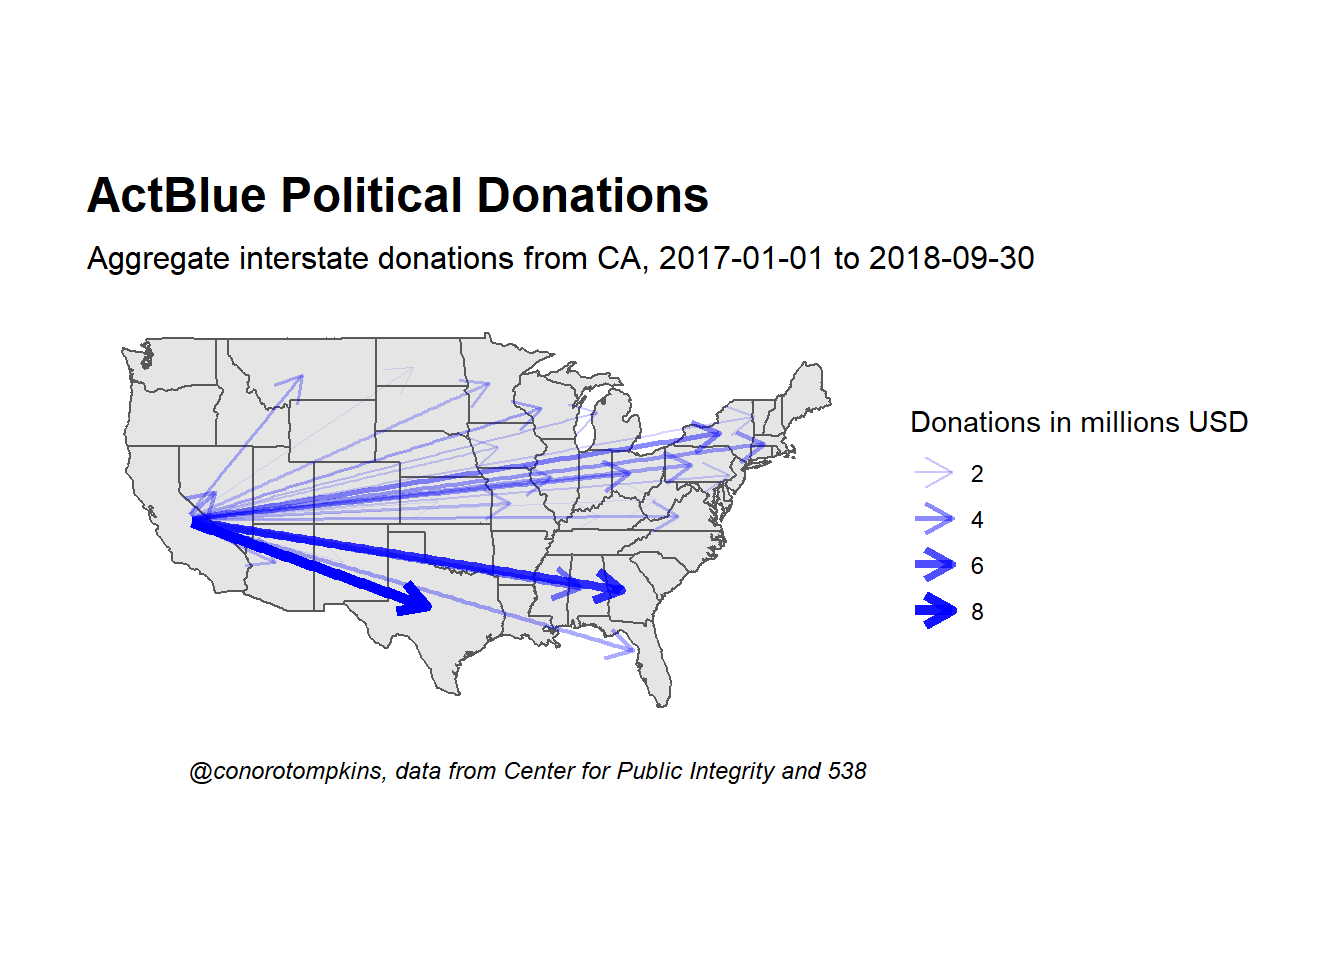 ActBlue Political Donations
Aggregate interstate donations from CA, 2017-01-01 to 2018-09-30
Donations in millions USD
2
4
6
8
@conorotompkins, data from Center for Public Integrity and 538